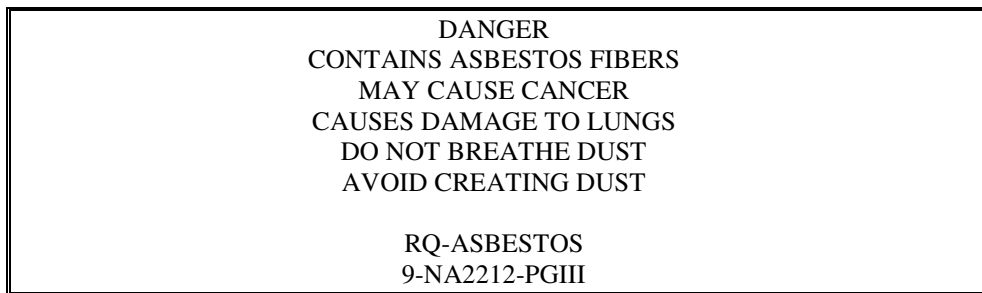 DANGER
CONTAINS ASBESTOS FIBERS
MAY CAUSE CANCER
CAUSES DAMAGE TO LUNGS
DO NOT BREATHE DUST
AVOID CREATING DUST
RQ-ASBESTOS
9-NA2212-PGIII